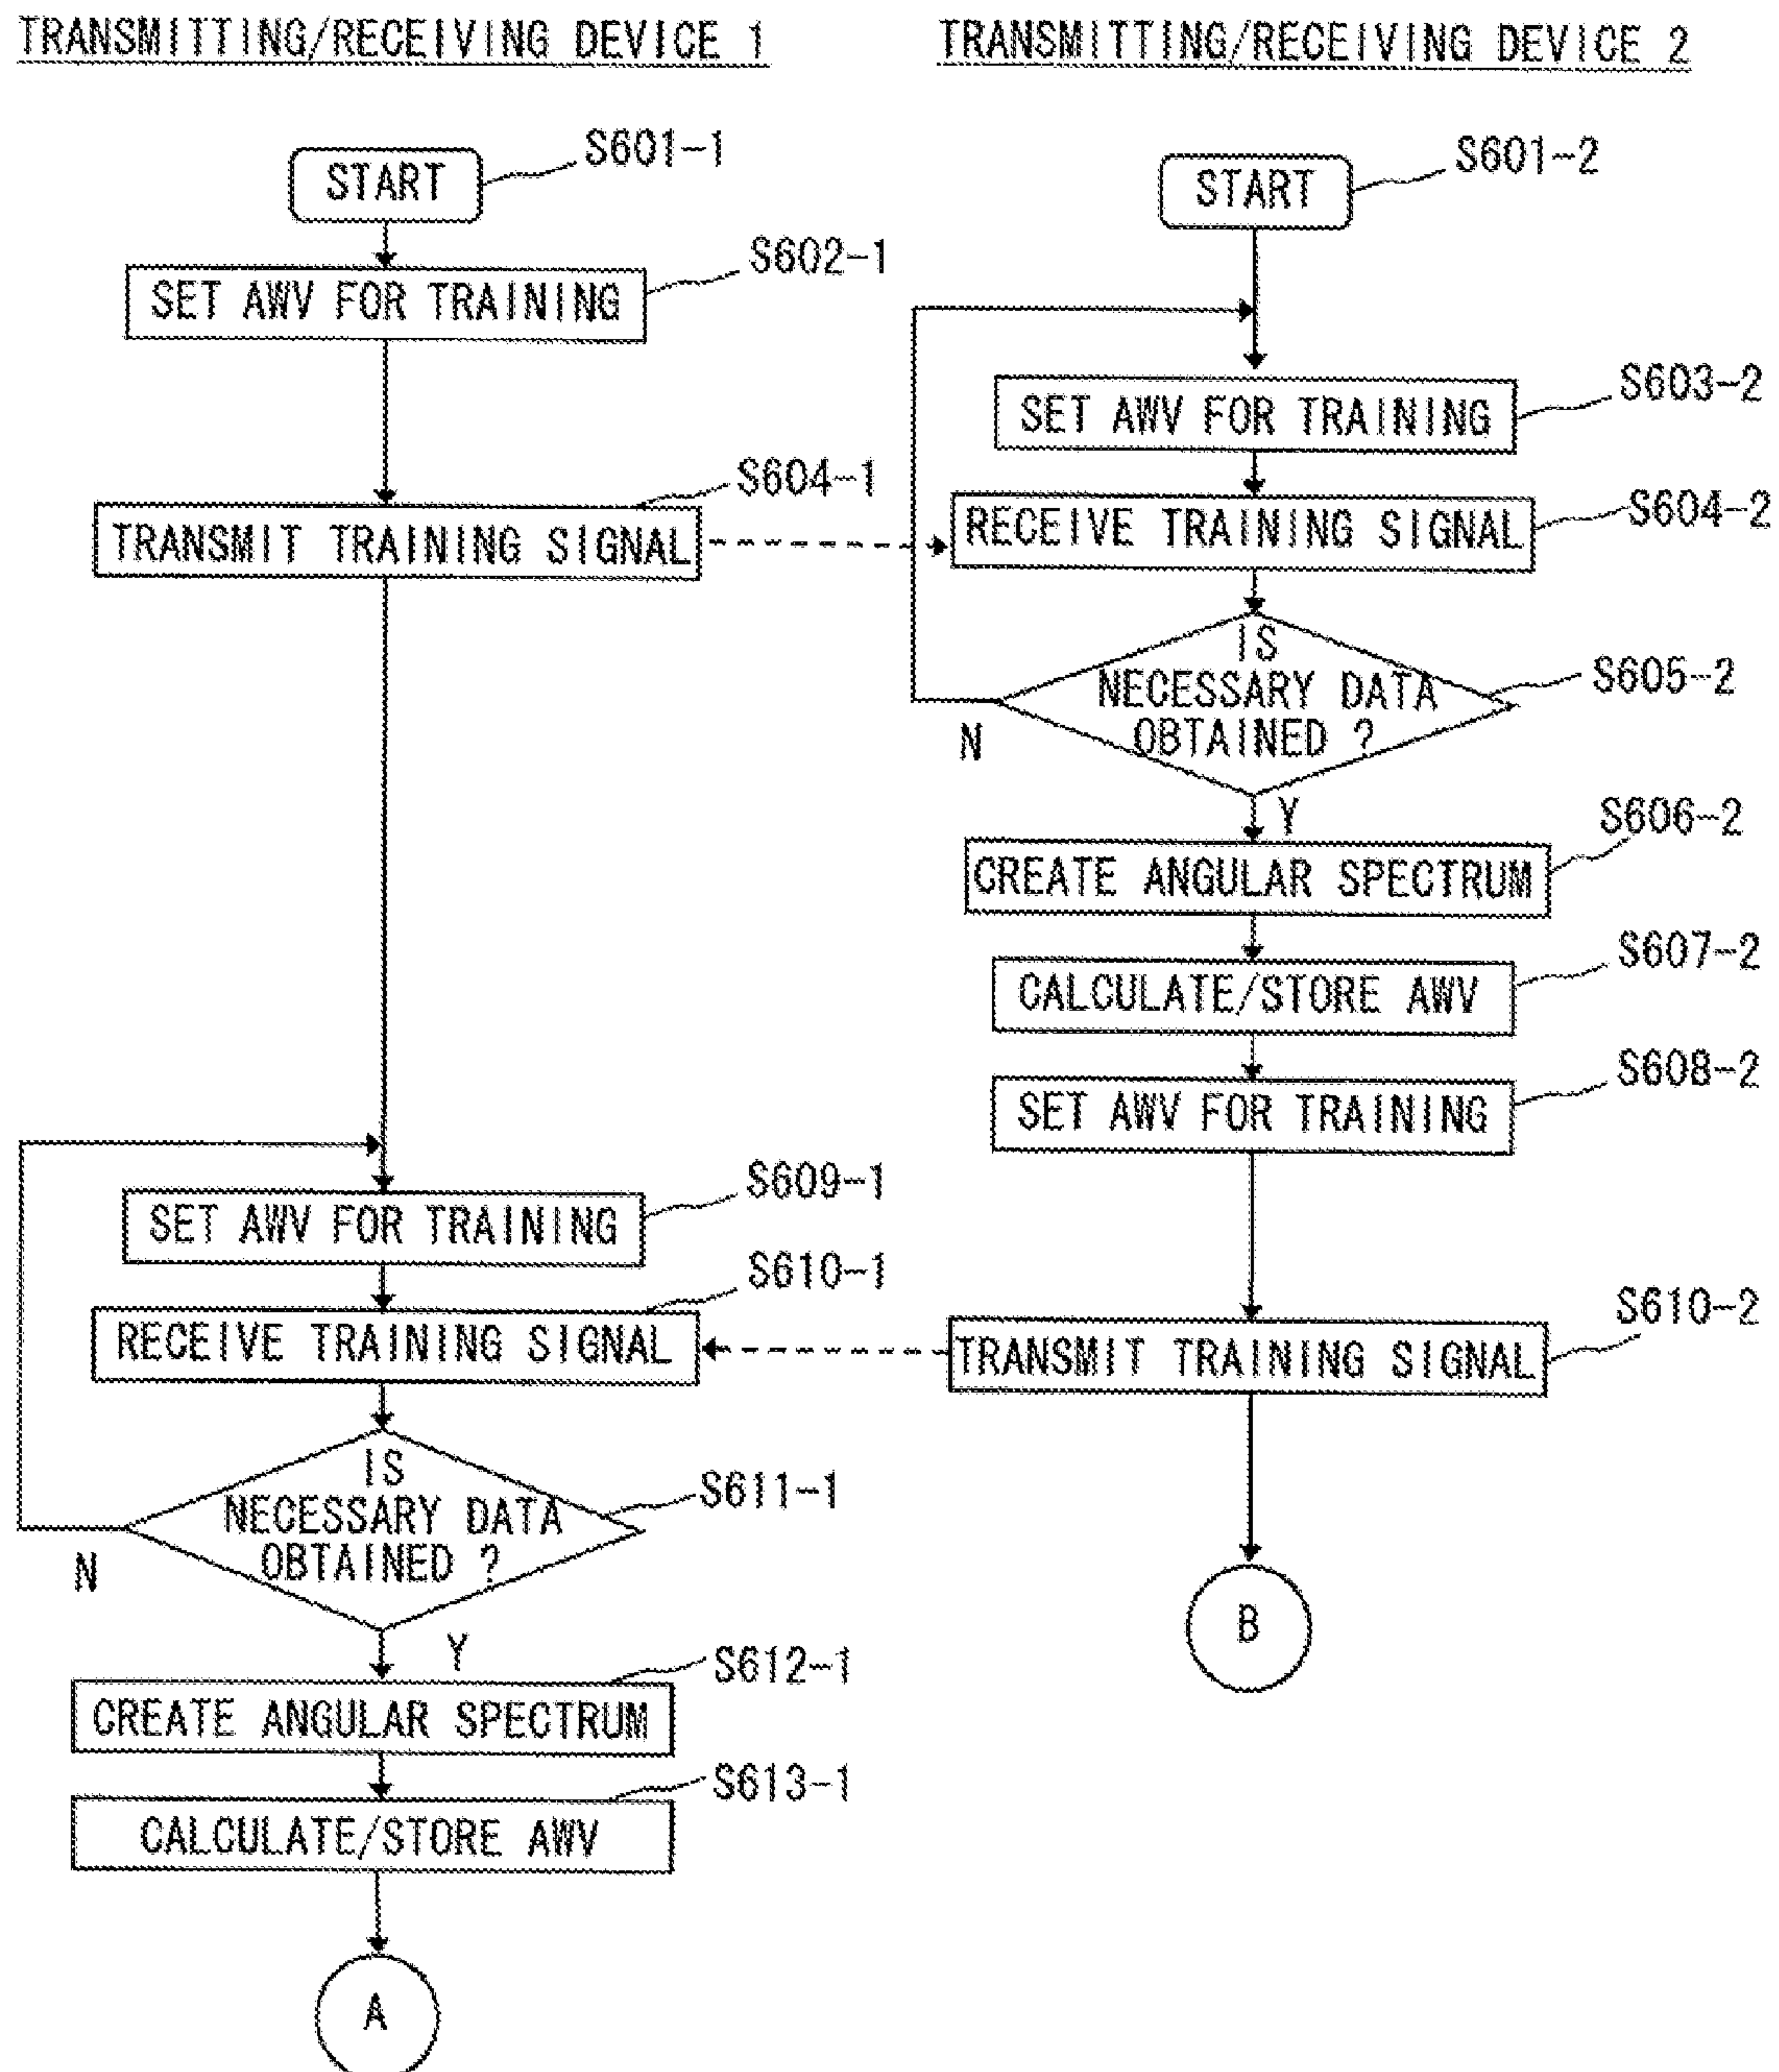 TRANSMITTING/RECEIVING DEVICE 1
START
S601-1
SET AWV FOR TRAINING
S602-1
TRANSMIT TRAINING SIGNAL
S604-1
SET AWV FOR TRAINING
S609-1
RECEIVE TRAINING SIGNAL
S610-1
IS
NECESSARY DATA
OBTAINED ?
S611-1
N
Y
CREATE ANGULAR SPECTRUM
S612-1
CALCULATE/STORE AWV
S613-1
A
TRANSMITTING/RECEIVING DEVICE 2
START
S601-2
SET AWV FOR TRAINING
S603-2
RECEIVE TRAINING SIGNAL
S604-2
IS
NECESSARY DATA
OBTAINED ?
S605-2
N
Y
CREATE ANGULAR SPECTRUM
S606-2
CALCULATE/STORE AWV
S607-2
SET AWV FOR TRAINING
S608-2
TRANSMIT TRAINING SIGNAL
S610-2
B